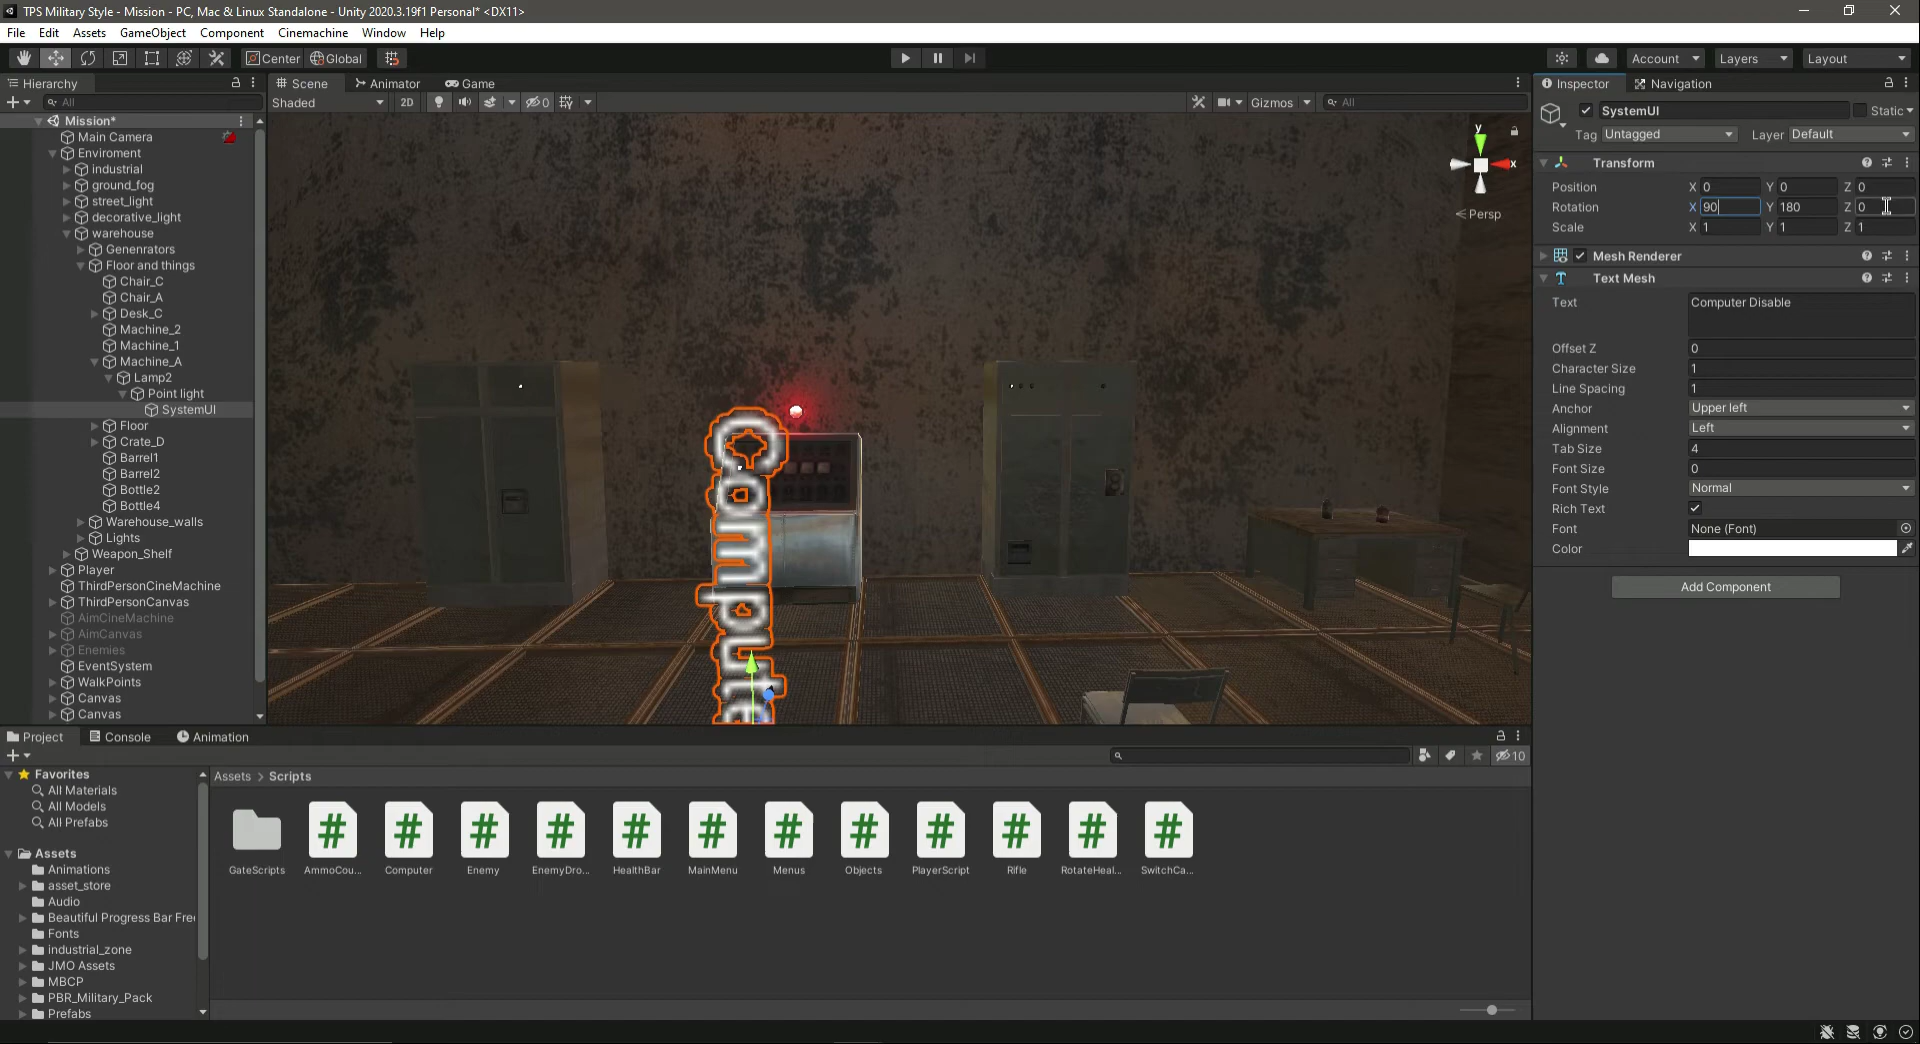 TPS Military Style - Mission - PC, Mac & Linux Standalone - Unity 2020.3.19f1 Personal* <DX11>
File Edit Assets GameObject Component Cinemachine Window Help
Center Global Account Layers Layout
Hierarchy
All
Mission*
Main Camera
Enviroment
industrial
ground_fog
street_light
decorative_light
warehouse
Genenrators
Floor and things
Chair_C
Chair_A
Desk_C
Machine_2
Machine_1
Machine_A
Lamp2
Point light
SystemUI
Floor
Crate_D
Barrel1
Barrel2
Bottle2
Bottle4
Warehouse_walls
Lights
Weapon_Shelf
Player
ThirdPersonCineMachine
ThirdPersonCanvas
AimCineMachine
AimCanvas
Enemies
EventSystem
WalkPoints
Canvas
Canvas
Scene Animator Game
Shaded 2D 0 Gizmos All
y
x
Persp
Compute
Inspector Navigation
SystemUI Static
Tag Untagged Layer Default
Transform
Position X 0 Y 0 Z 0
Rotation X 90 Y 180 Z 0
Scale X 1 Y 1 Z 1
Mesh Renderer
Text Mesh
Text Computer Disable
Offset Z 0
Character Size 1
Line Spacing 1
Anchor Upper left
Alignment Left
Tab Size 4
Font Size 0
Font Style Normal
Rich Text
Font None (Font)
Color
Add Component
Project Console Animation
10
Favorites
All Materials
All Models
All Prefabs
Assets
Animations
asset_store
Audio
Beautiful Progress Bar Free
Fonts
industrial_zone
JMO Assets
MBCP
PBR_Military_Pack
Prefabs
Assets > Scripts
GateScripts AmmoCou... Computer Enemy EnemyDro... HealthBar MainMenu Menus Objects PlayerScript Rifle RotateHeal... SwitchCa...